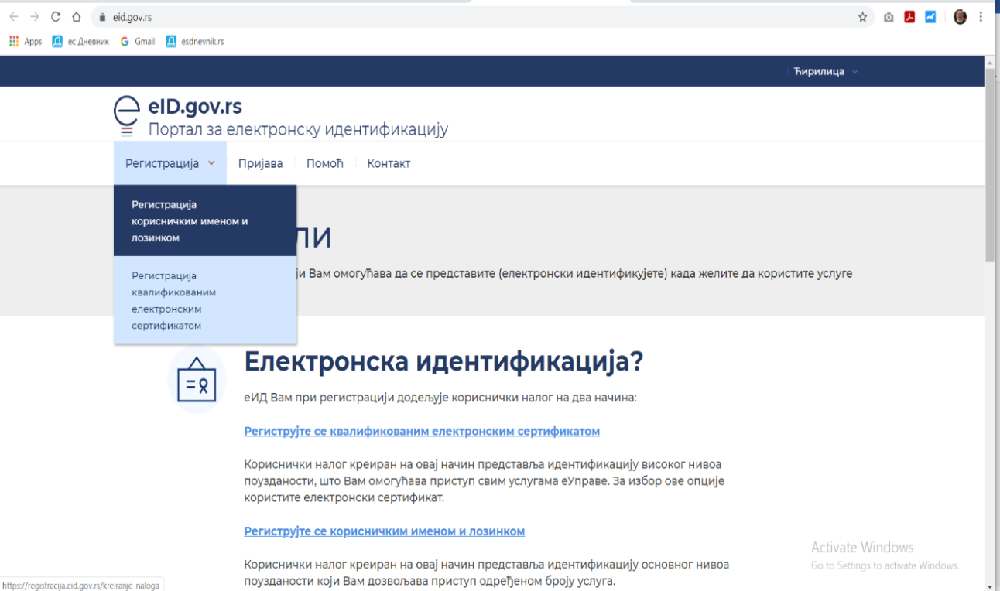 eid.gov.rs
Apps ес Дневник Gmail esdnevnik.rs
Ћирилица
eID.gov.rs
Портал за електронску идентификацију
Регистрација Пријава Помоћ Контакт
Регистрација
корисничким именом и
лозинком
Регистрација
квалификованим
електронским
сертификатом
ји Вам омогућава да се представите (електронски идентификујете) када желите да користите услуге
Електронска идентификација?
еИД Вам при регистрацији додељује кориснички налог на два начина:
Региструјте се квалификованим електронским сертификатом
Кориснички налог креиран на овај начин представља идентификацију високог нивоа
поузданости, што Вам омогућава приступ свим услугама еУправе. За избор ове опције
користите електронски сертификат.
Региструјте се корисничким именом и лозинком
Кориснички налог креиран на овај начин представља идентификацију основног нивоа
поузданости који Вам дозвољава приступ одређеном броју услуга.
Activate Windows
Go to Settings to activate Windows.
https://registracija.eid.gov.rs/kreiranje-naloga